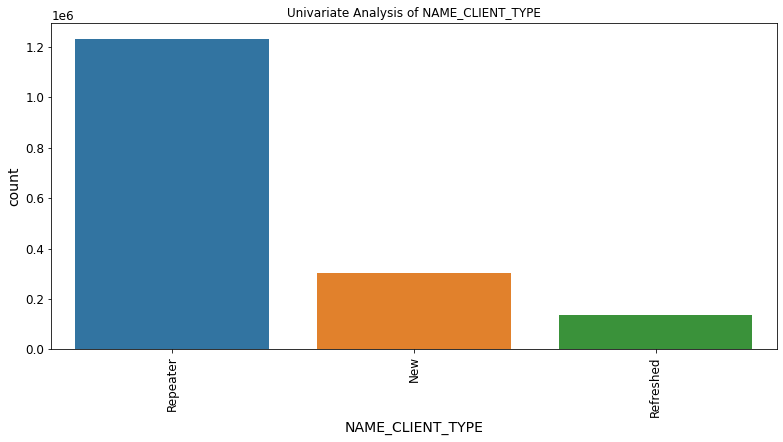 Univariate Analysis of NAME_CLIENT_TYPE
1e6
1.2
1.0
0.8
0.6
0.4
0.2
0.0
count
Repeater
New
Refreshed
NAME_CLIENT_TYPE